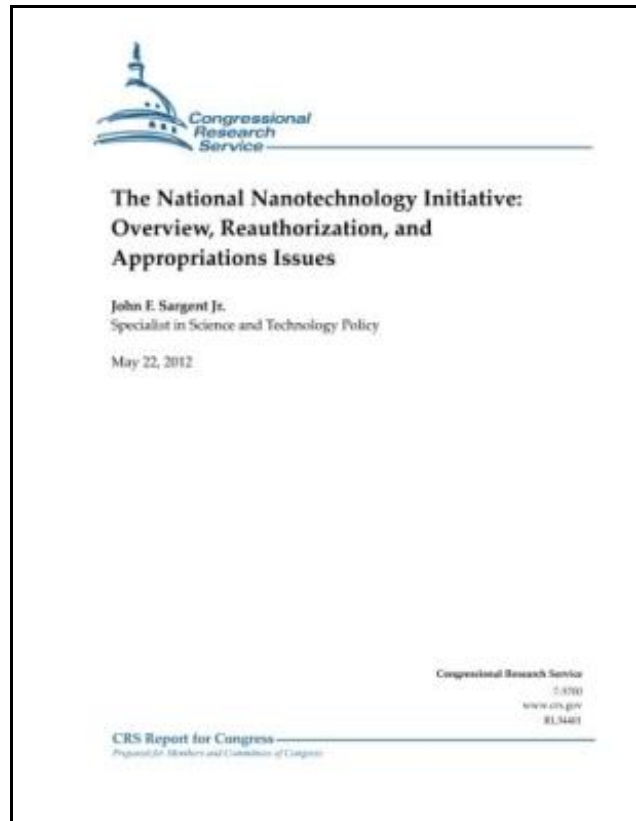 Congressional
Research
Service
The National Nanotechnology Initiative:
Overview, Reauthorization, and
Appropriations Issues
John F. Sargent Jr.
Specialist in Science and Technology Policy
May 22, 2012
Congressional Research Service
7-5700
www.crs.gov
RL34401
CRS Report for Congress
Prepared for Members and Committees of Congress